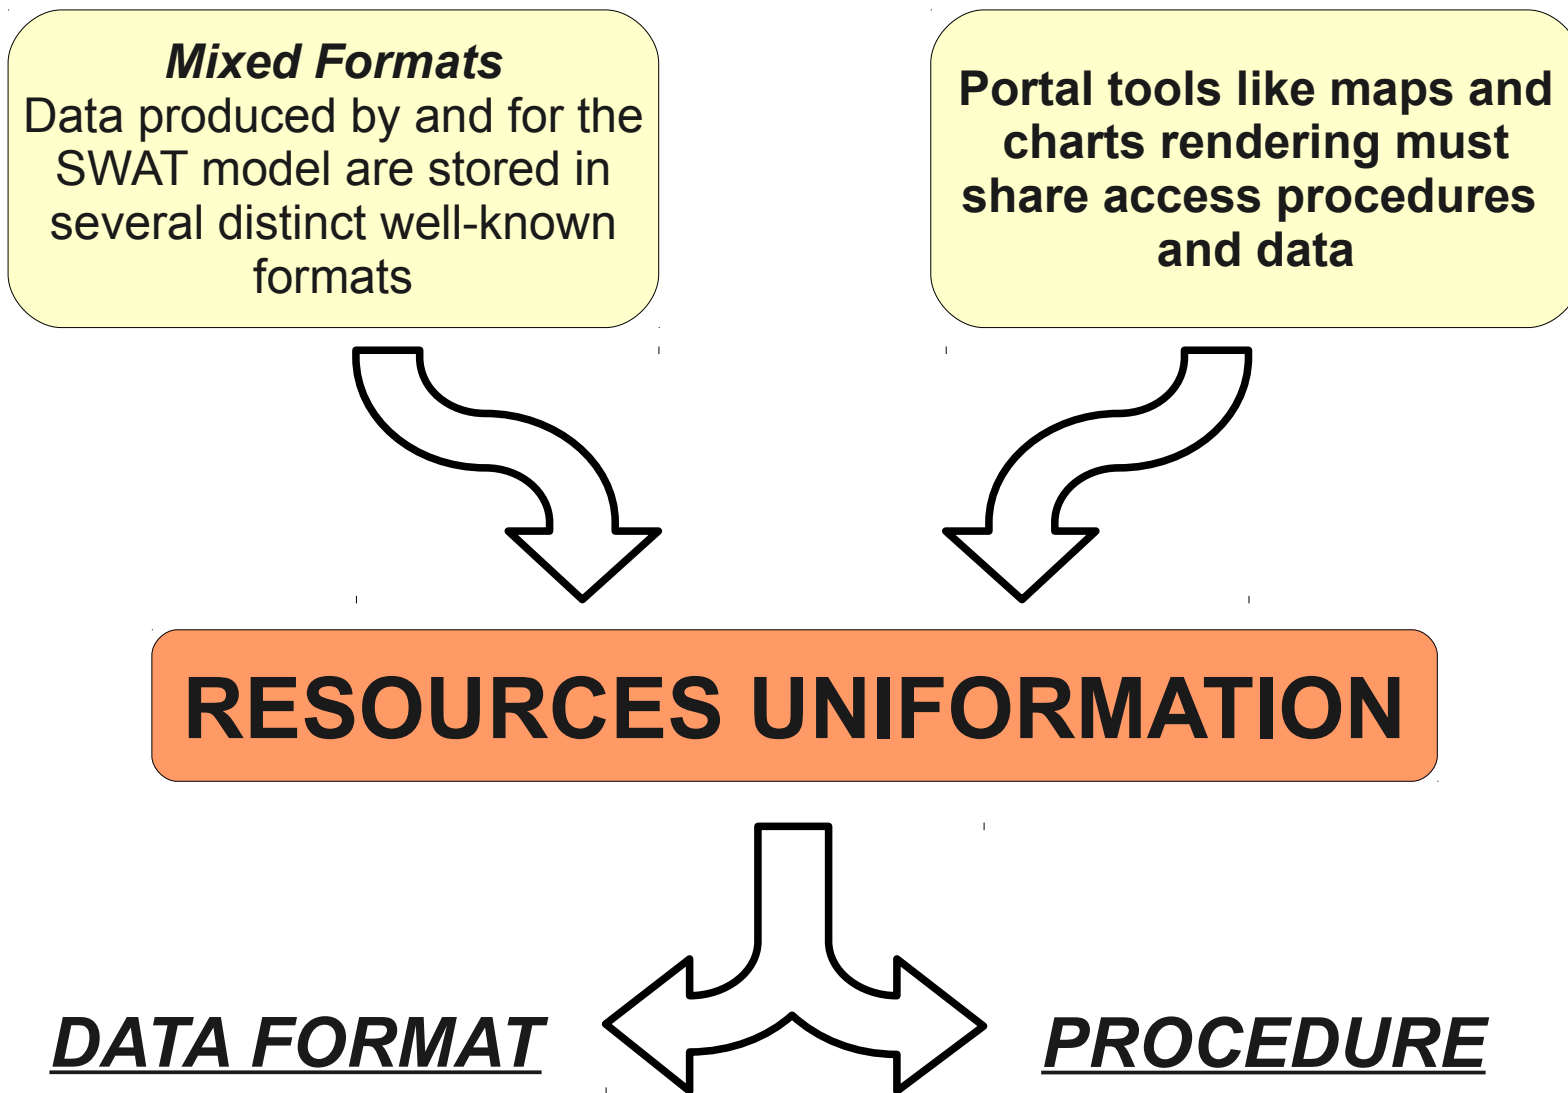 Mixed Formats
Data produced by and for the
SWAT model are stored in
several distinct well-known
formats
Portal tools like maps and
charts rendering must
share access procedures
and data
RESOURCES UNIFORMATION
DATA FORMAT
PROCEDURE